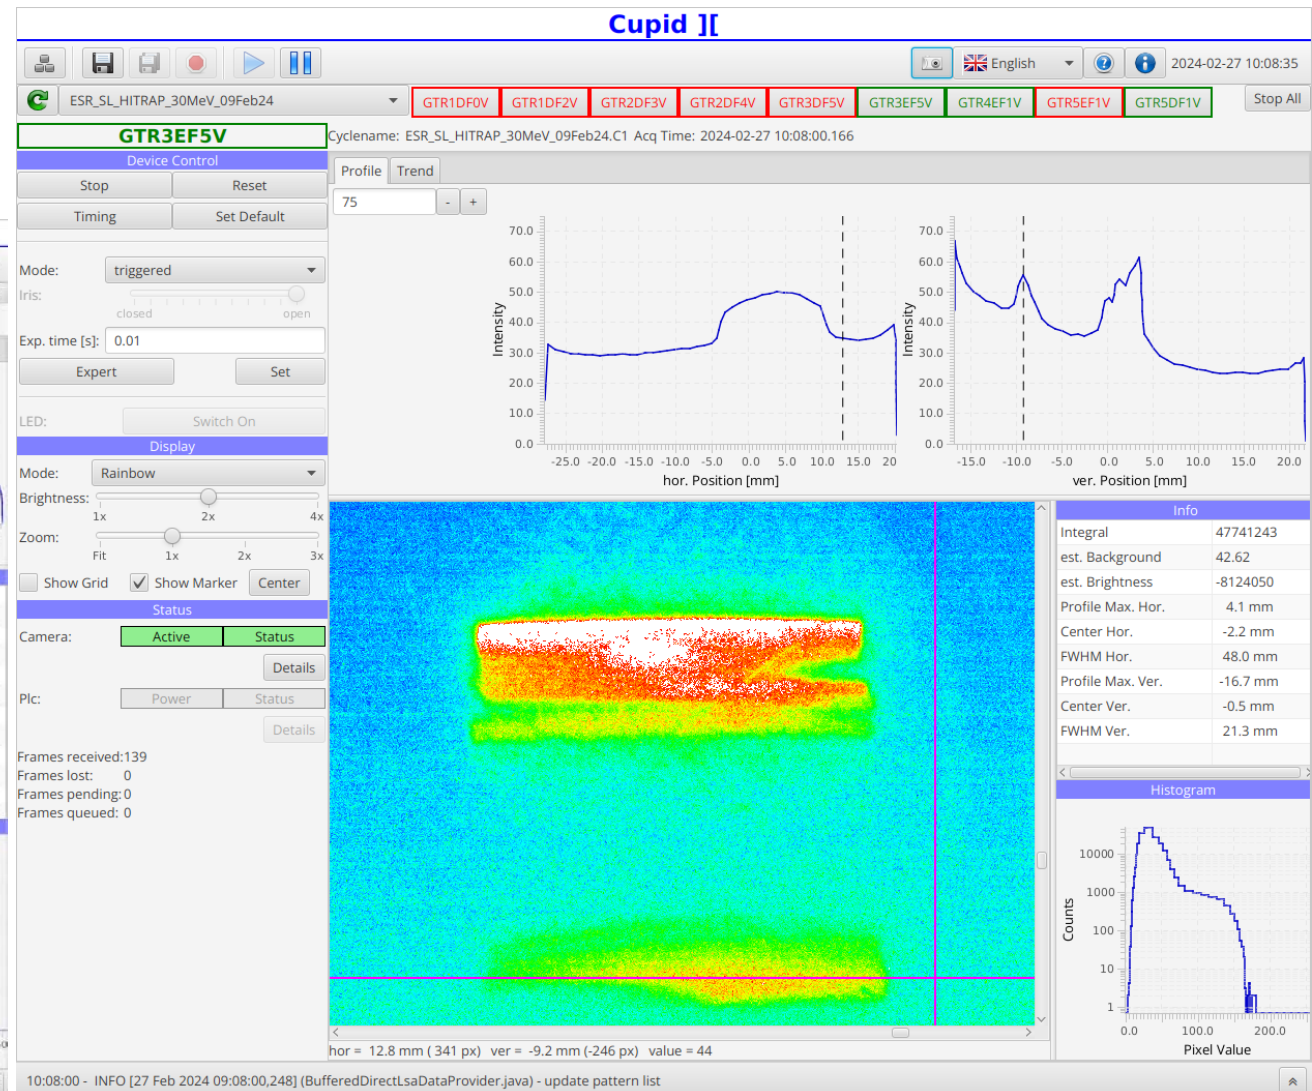 Cupid ][
English
2024-02-27 10:08:35
ESR_SL_HITRAP_30MeV_09Feb24
GTR1DF0V GTR1DF2V GTR2DF3V GTR2DF4V GTR3DF5V GTR3EF5V GTR4EF1V GTR5EF1V GTR5DF1V
Stop All
GTR3EF5V
Cyclename: ESR_SL_HITRAP_30MeV_09Feb24.C1 Acq Time: 2024-02-27 10:08:00.166
Device Control
Stop Reset
Timing Set Default
Mode: triggered
Iris:
closed open
Exp. time [s]: 0.01
Expert Set
LED: Switch On
Display
Mode: Rainbow
Brightness:
1x 2x 4x
Zoom:
Fit 1x 2x 3x
Show Grid Show Marker Center
Status
Camera: Active Status
Details
Plc: Power Status
Details
Frames received:139
Frames lost: 0
Frames pending: 0
Frames queued: 0
Profile Trend
75 - +
70.0
60.0
50.0
40.0
30.0
20.0
10.0
0.0
Intensity
-25.0 -20.0 -15.0 -10.0 -5.0 0.0 5.0 10.0 15.0 20
hor. Position [mm]
70.0
60.0
50.0
40.0
30.0
20.0
10.0
0.0
Intensity
-15.0 -10.0 -5.0 0.0 5.0 10.0 15.0 20.0
ver. Position [mm]
Info
Integral 47741243
est. Background 42.62
est. Brightness -8124050
Profile Max. Hor. 4.1 mm
Center Hor. -2.2 mm
FWHM Hor. 48.0 mm
Profile Max. Ver. -16.7 mm
Center Ver. -0.5 mm
FWHM Ver. 21.3 mm
Histogram
10000
1000
100
10
1
Counts
0.0 100.0 200.0
Pixel Value
hor = 12.8 mm ( 341 px) ver = -9.2 mm (-246 px) value = 44
10:08:00 - INFO [27 Feb 2024 09:08:00,248] (BufferedDirectLsaDataProvider.java) - update pattern list